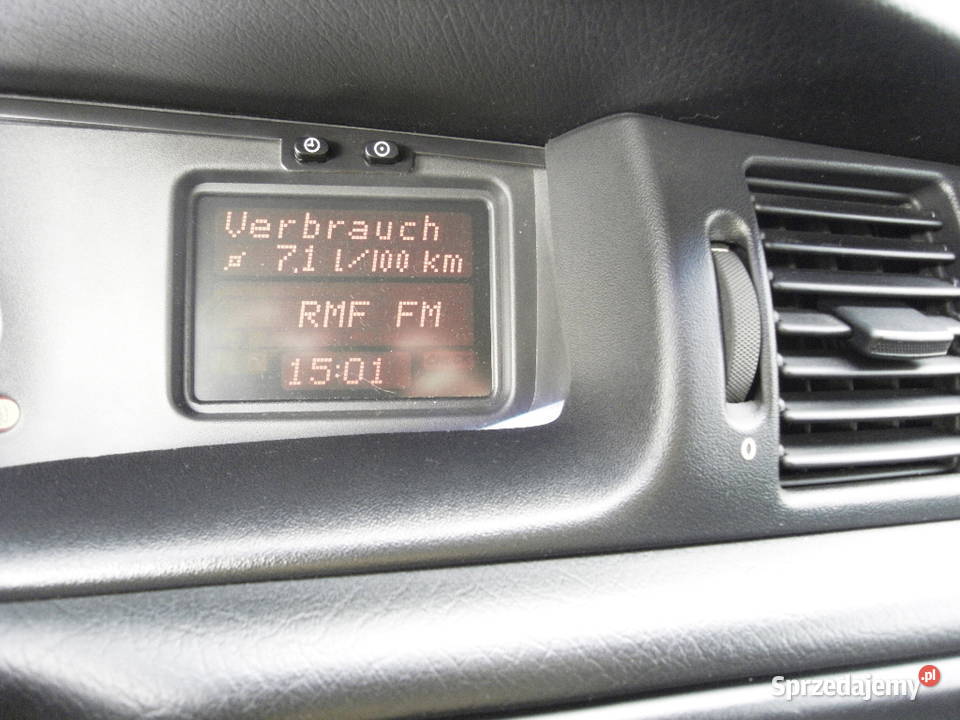 Verbrauch
ø 7,1 l/100 km
RMF FM
15:01
0
Sprzedajemy.pl